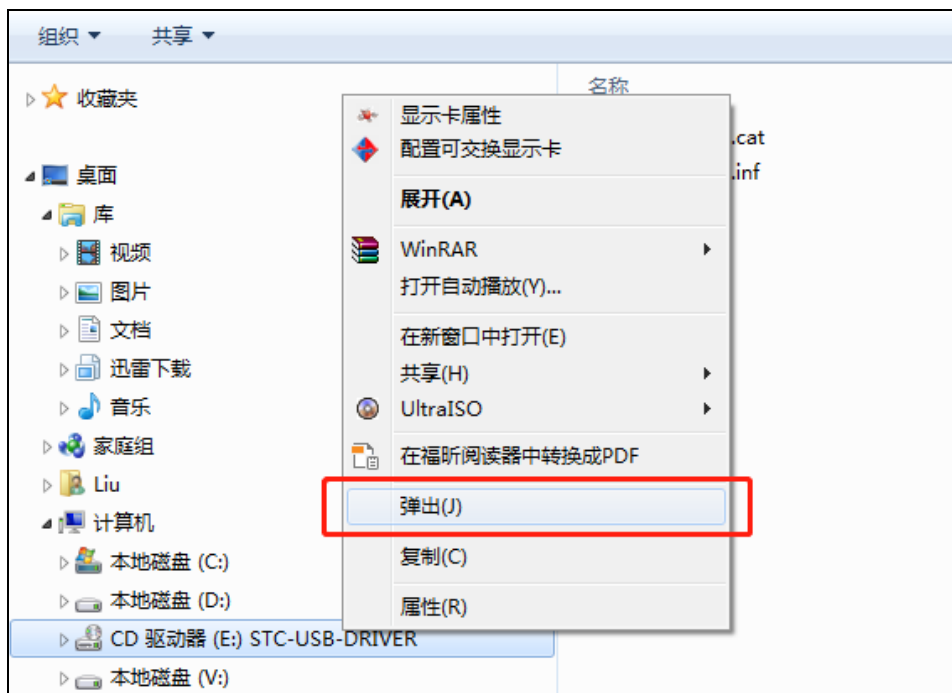 组织 共享
收藏夹
桌面
库
视频
图片
文档
迅雷下载
音乐
家庭组
Liu
计算机
本地磁盘 (C:)
本地磁盘 (D:)
CD 驱动器 (E:) STC-USB-DRIVER
本地磁盘 (V:)
名称
.cat
.inf
显示卡属性
配置可交换显示卡
展开(A)
WinRAR
打开自动播放(Y)...
在新窗口中打开(E)
共享(H)
UltraISO
在福昕阅读器中转换成PDF
弹出(J)
复制(C)
属性(R)